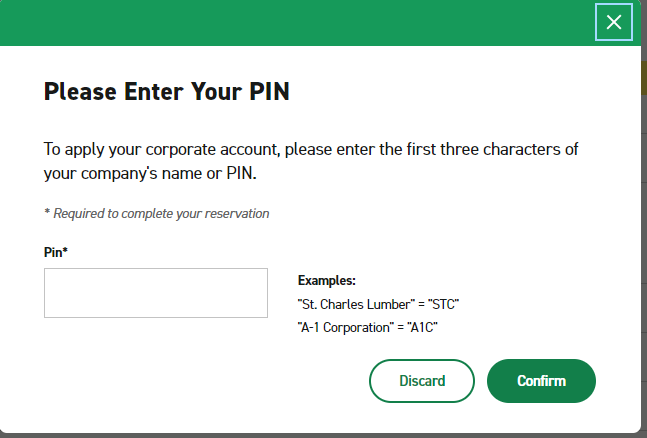 Please Enter Your PIN
To apply your corporate account, please enter the first three characters of
your company's name or PIN.
* Required to complete your reservation
Pin*
Examples:
"St. Charles Lumber" = "STC"
"A-1 Corporation" = "A1C"
Discard
Confirm